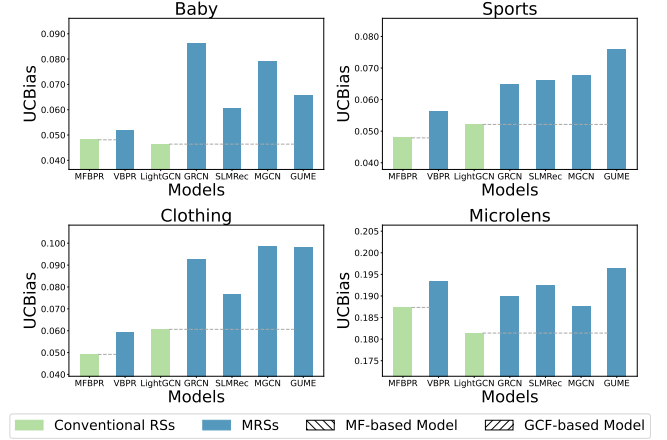 Baby
UCBias
0.090
0.080
0.070
0.060
0.050
0.040
MFBPR VBPR LightGCN GRCN SLMRec MGCN GUME
Models
Sports
UCBias
0.080
0.070
0.060
0.050
0.040
MFBPR VBPR LightGCN GRCN SLMRec MGCN GUME
Models
Clothing
UCBias
0.100
0.090
0.080
0.070
0.060
0.050
0.040
MFBPR VBPR LightGCN GRCN SLMRec MGCN GUME
Models
Microlens
UCBias
0.205
0.200
0.195
0.190
0.185
0.180
0.175
MFBPR VBPR LightGCN GRCN SLMRec MGCN GUME
Models
Conventional RSs MRSs MF-based Model GCF-based Model